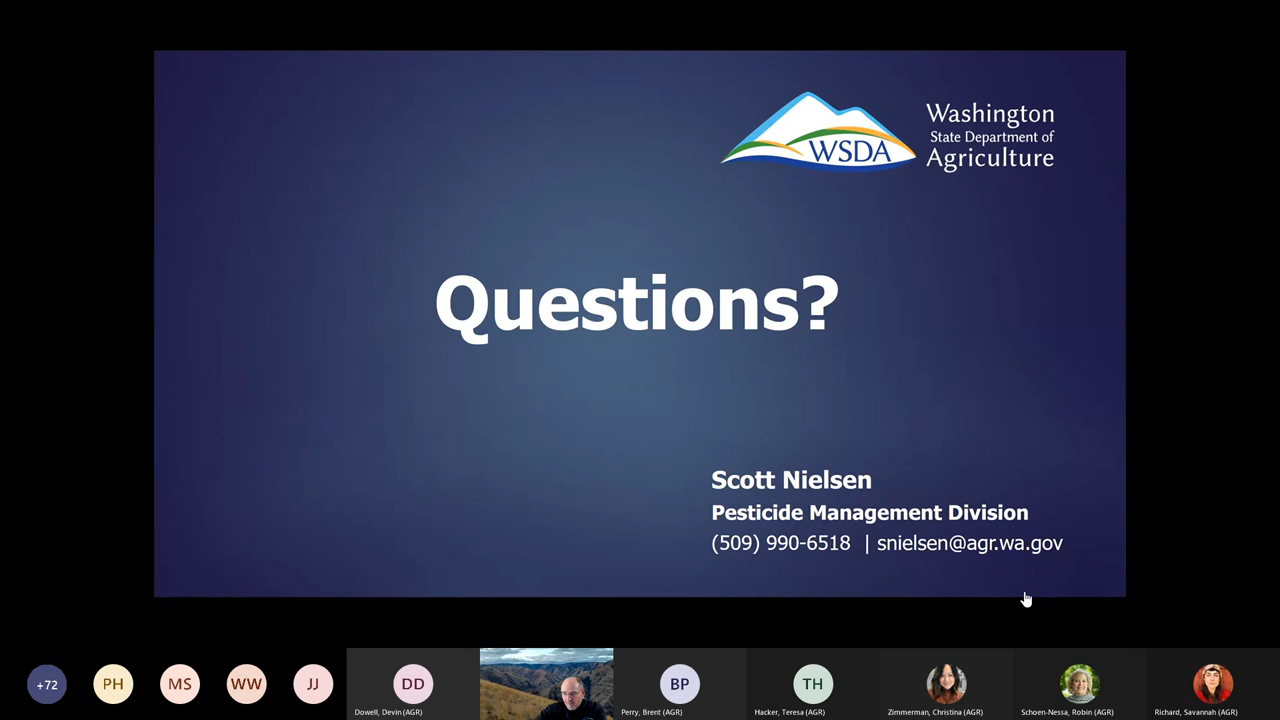 WSDA
Washington
State Department of
Agriculture
Questions?
Scott Nielsen
Pesticide Management Division
(509) 990-6518 | snielsen@agr.wa.gov
+72
PH
MS
WW
JJ
DD
BP
TH
Dowell, Devin (AGR)
Perry, Brent (AGR)
Hacker, Teresa (AGR)
Zimmerman, Christina (AGR)
Schoen-Nessa, Robin (AGR)
Richard, Savannah (AGR)